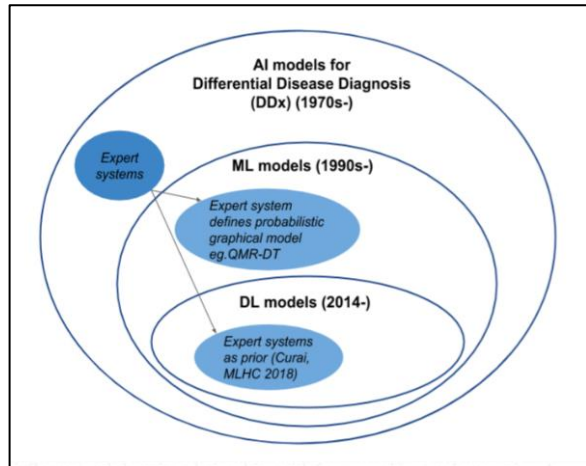 AI models for
Differential Disease Diagnosis
(DDx) (1970s-)
Expert
systems
ML models (1990s-)
Expert system
defines probabilistic
graphical model
eg.QMR-DT
DL models (2014-)
Expert systems
as prior (Curai,
MLHC 2018)